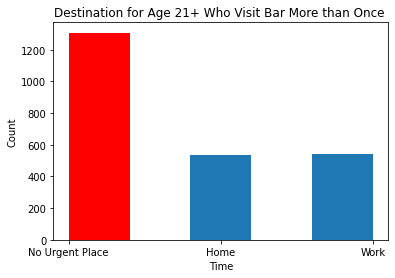 Destination for Age 21+ Who Visit Bar More than Once
Count
1200
1000
800
600
400
200
0
No Urgent Place
Home
Work
Time